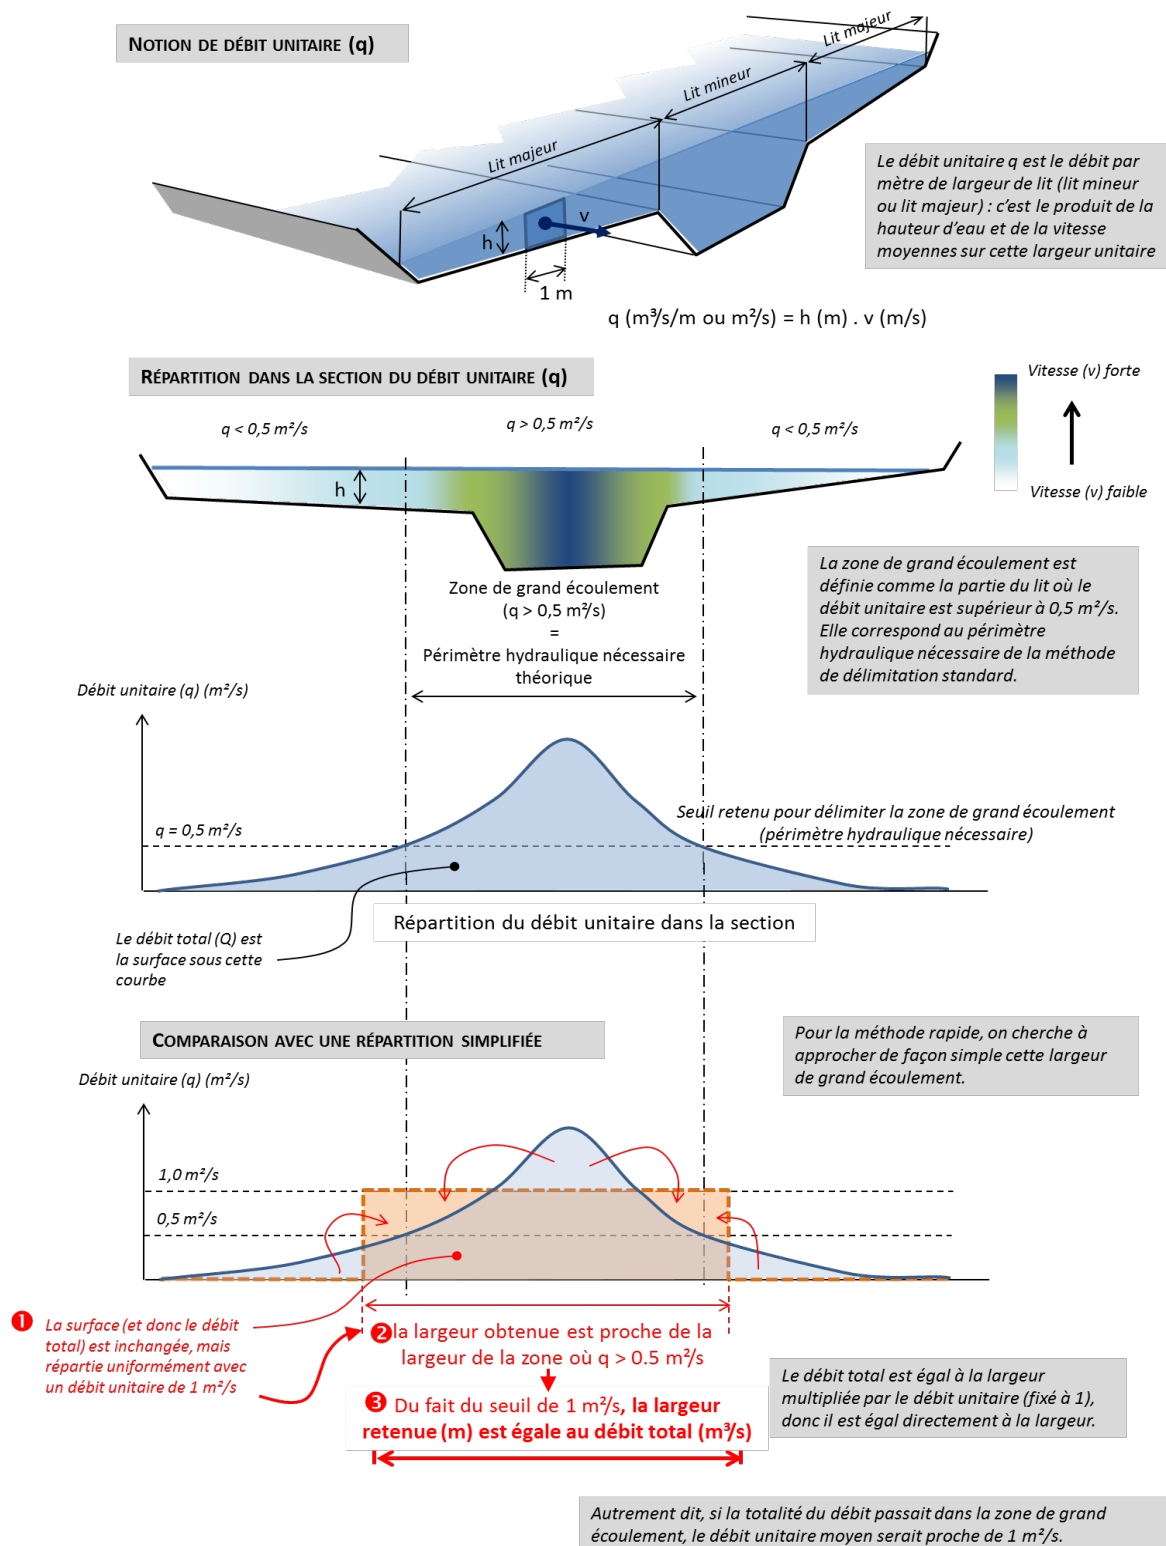 NOTION DE DÉBIT UNITAIRE (q)
Lit majeur
Lit mineur
Lit majeur
v
h
1 m
Le débit unitaire q est le débit par
mètre de largeur de lit (lit mineur
ou lit majeur) : c’est le produit de la
hauteur d’eau et de la vitesse
moyennes sur cette largeur unitaire
q (m³/s/m ou m²/s) = h (m) . v (m/s)
RÉPARTITION DANS LA SECTION DU DÉBIT UNITAIRE (q)
q < 0,5 m²/s
q > 0,5 m²/s
q < 0,5 m²/s
Vitesse (v) forte
Vitesse (v) faible
h
Zone de grand écoulement
(q > 0,5 m²/s)
=
Périmètre hydraulique nécessaire
théorique
La zone de grand écoulement est
définie comme la partie du lit où le
débit unitaire est supérieur à 0,5 m²/s.
Elle correspond au périmètre
hydraulique nécessaire de la méthode
de délimitation standard.
Débit unitaire (q) (m²/s)
q = 0,5 m²/s
Seuil retenu pour délimiter la zone de grand écoulement
(périmètre hydraulique nécessaire)
Répartition du débit unitaire dans la section
Le débit total (Q) est
la surface sous cette
courbe
COMPARAISON AVEC UNE RÉPARTITION SIMPLIFIÉE
Pour la méthode rapide, on cherche à
approcher de façon simple cette largeur
de grand écoulement.
Débit unitaire (q) (m²/s)
1,0 m²/s
0,5 m²/s
❶ La surface (et donc le débit
total) est inchangée, mais
répartie uniformément avec
un débit unitaire de 1 m²/s
❷ la largeur obtenue est proche de la
largeur de la zone où q > 0.5 m²/s
❸ Du fait du seuil de 1 m²/s, la largeur
retenue (m) est égale au débit total (m³/s)
Le débit total est égal à la largeur
multipliée par le débit unitaire (fixé à 1),
donc il est égal directement à la largeur.
Autrement dit, si la totalité du débit passait dans la zone de grand
écoulement, le débit unitaire moyen serait proche de 1 m²/s.